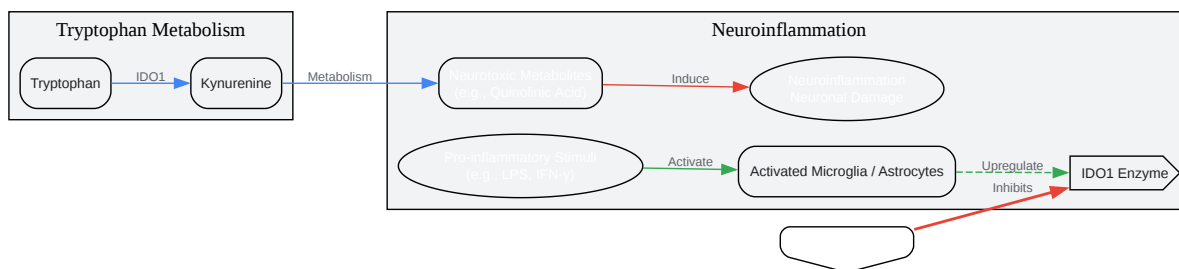 Tryptophan Metabolism
Neuroinflammation
Tryptophan
IDO1
Kynurenine
Metabolism
Neurotoxic Metabolites
(e.g., Quinolinic Acid)
Induce
Neuroinflammation
Neuronal Damage
Pro-inflammatory Stimuli
(e.g., LPS, IFN-γ)
Activate
Activated Microglia / Astrocytes
Upregulate
Inhibits
IDO1 Enzyme